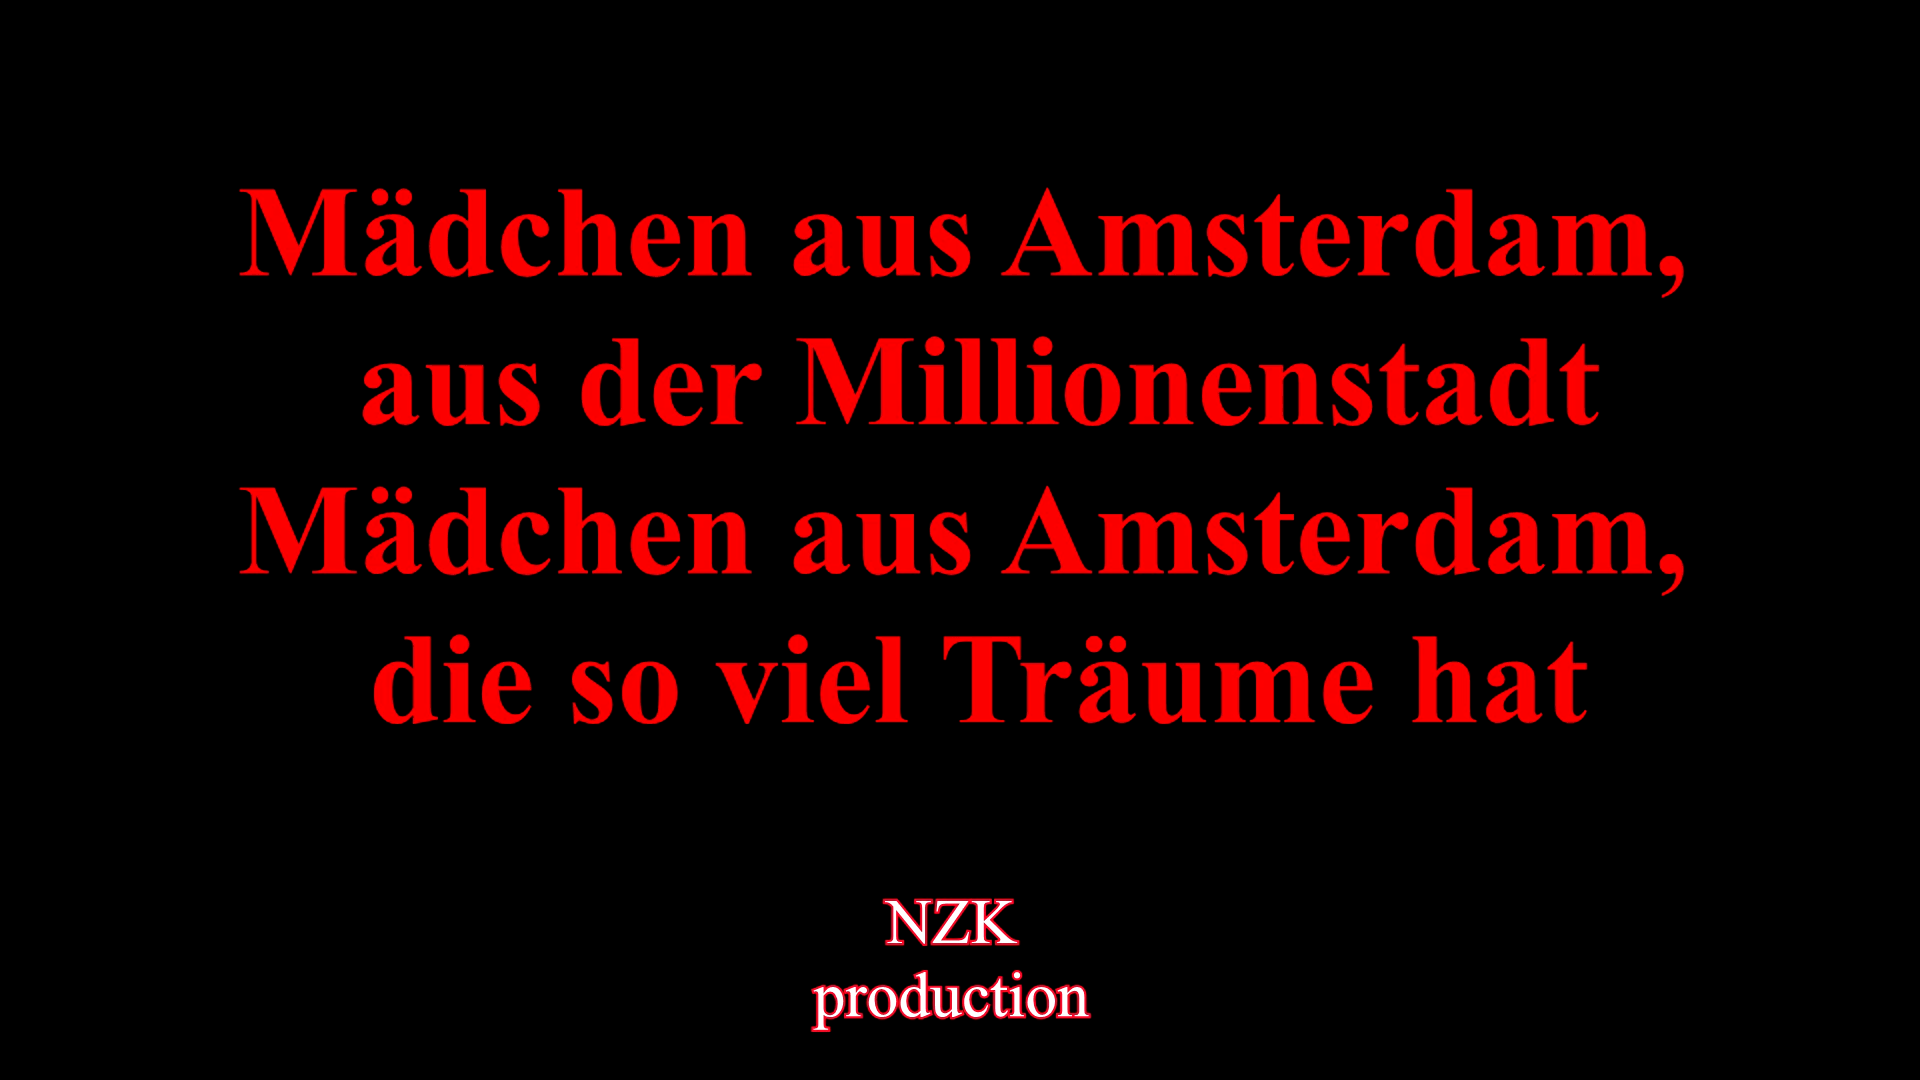 Mädchen aus Amsterdam,
aus der Millionenstadt
Mädchen aus Amsterdam,
die so viel Träume hat
NZK
production